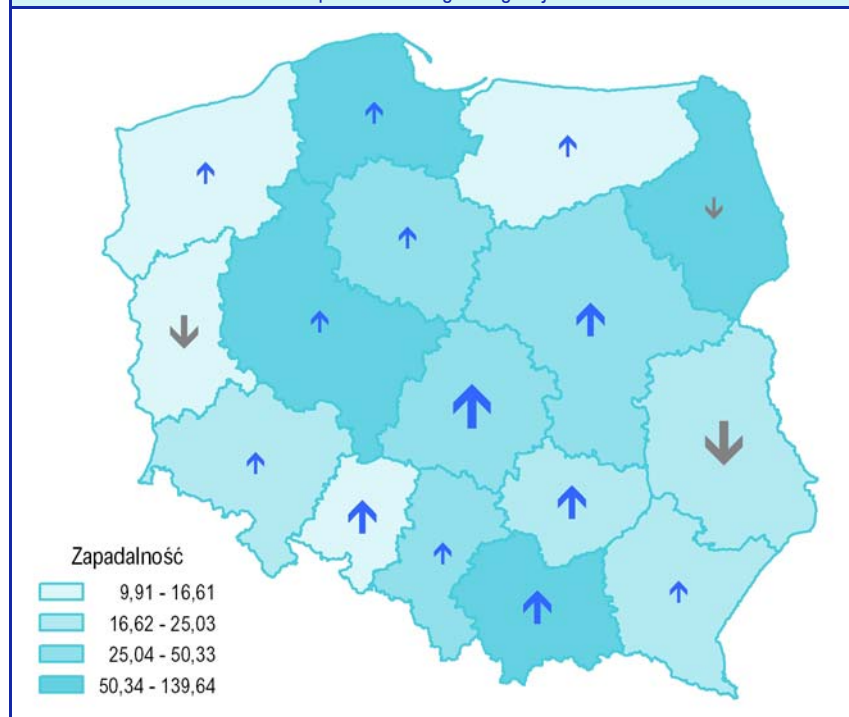 Zapadalność
9,91 - 16,61
16,62 - 25,03
25,04 - 50,33
50,34 - 139,64